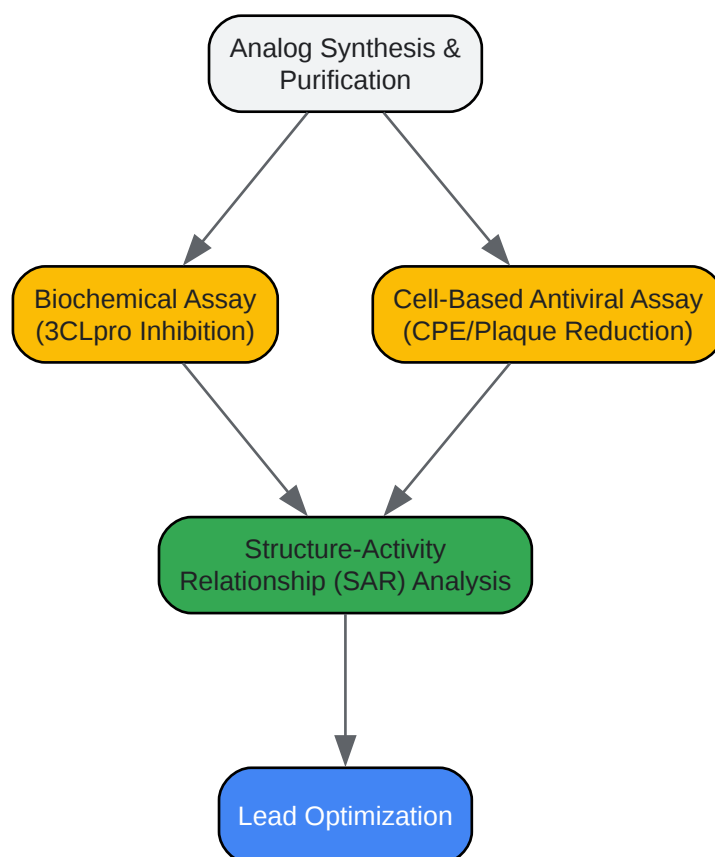 Analog Synthesis &
Purification
Biochemical Assay
(3CLpro Inhibition)
Cell-Based Antiviral Assay
(CPE/Plaque Reduction)
Structure-Activity
Relationship (SAR) Analysis
Lead Optimization